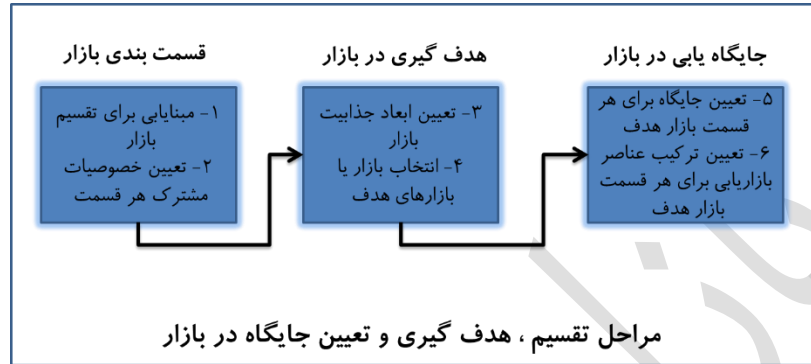 قسمت بندی بازار
۱- مبنایابی برای تقسیم
بازار
۲- تعیین خصوصیات
مشترک هر قسمت
هدف گیری در بازار
۳- تعیین ابعاد جذابیت
بازار
۴- انتخاب بازار یا
بازارهای هدف
جایگاه یابی در بازار
۵- تعیین جایگاه برای هر
قسمت بازار هدف
۶- تعیین ترکیب عناصر
بازاریابی برای هر قسمت
بازار هدف
مراحل تقسیم ، هدف گیری و تعیین جایگاه در بازار